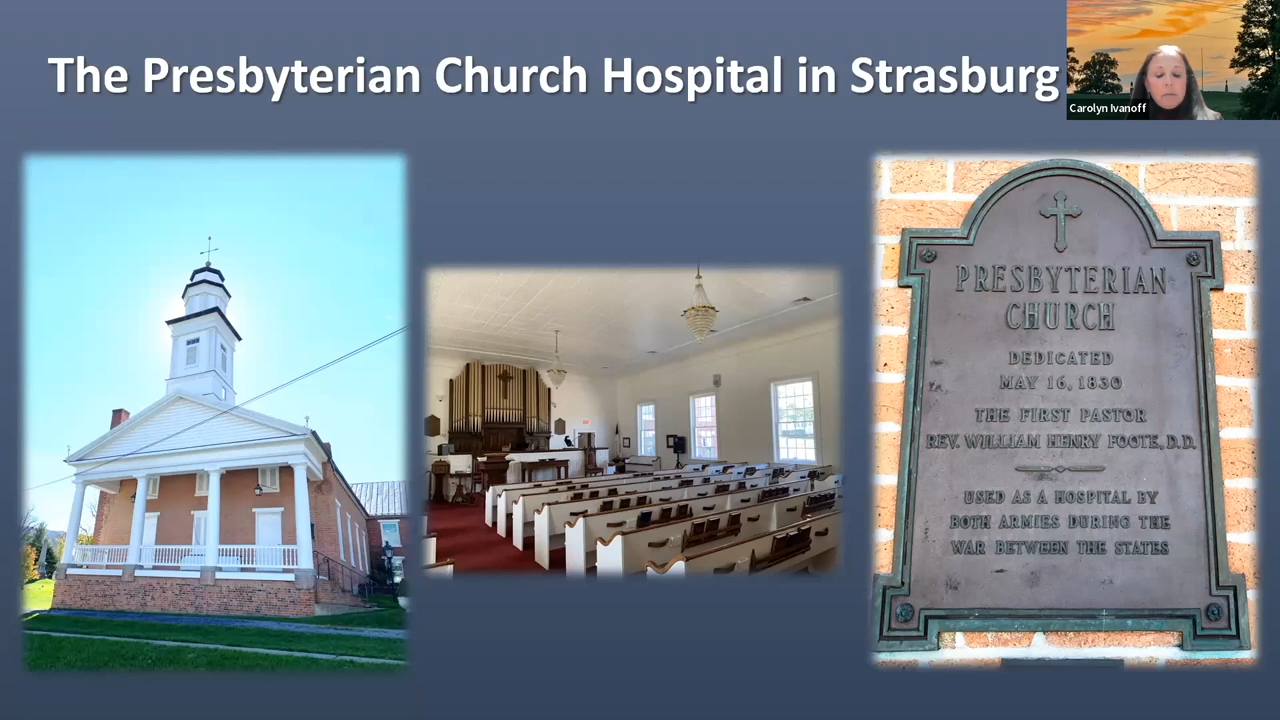 The Presbyterian Church Hospital in Strasburg
Carolyn Ivanoff
PRESBYTERIAN
CHURCH
DEDICATED
MAY 16, 1830
THE FIRST PASTOR
REV. WILLIAM HENRY FOOTE, D.D.
USED AS A HOSPITAL BY
BOTH ARMIES DURING THE
WAR BETWEEN THE STATES